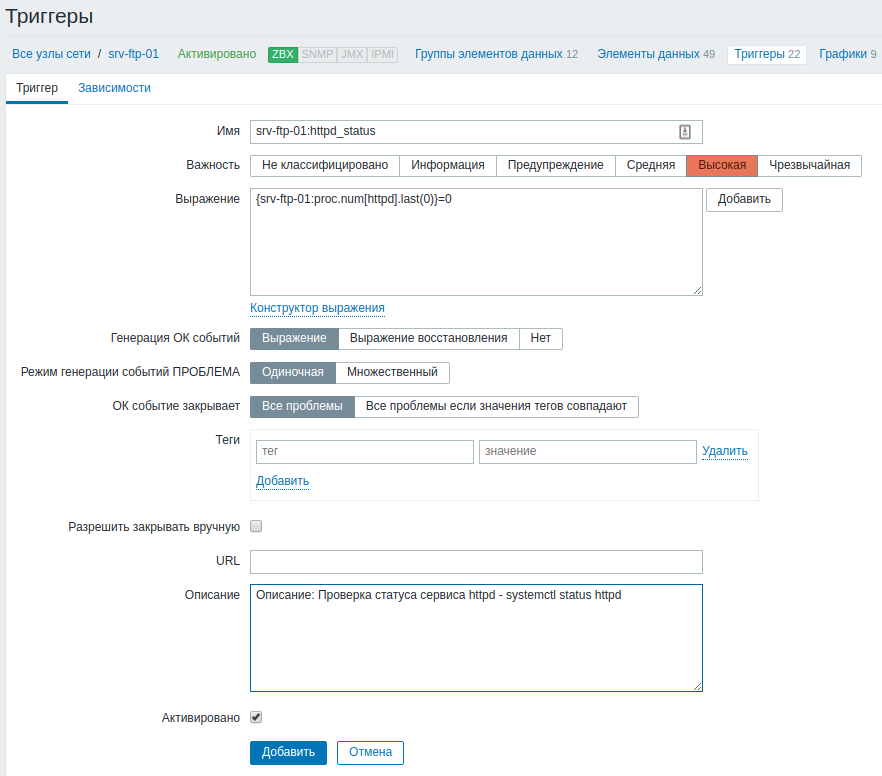 Триггеры
Все узлы сети / srv-ftp-01 Активировано ZBX SNMP JMX IPMI Группы элементов данных 12 Элементы данных 49 Триггеры 22 Графики 9
Триггер Зависимости
Имя srv-ftp-01:httpd_status
Важность Не классифицировано Информация Предупреждение Средняя Высокая Чрезвычайная
Выражение {srv-ftp-01:proc.num[httpd].last(0)}=0 Добавить
Конструктор выражения
Генерация ОК событий Выражение Выражение восстановления Нет
Режим генерации событий ПРОБЛЕМА Одиночная Множественный
ОК событие закрывает Все проблемы Все проблемы если значения тегов совпадают
Теги тег значение Удалить
Добавить
Разрешить закрывать вручную
URL
Описание Описание: Проверка статуса сервиса httpd - systemctl status httpd
Активировано
Добавить Отмена